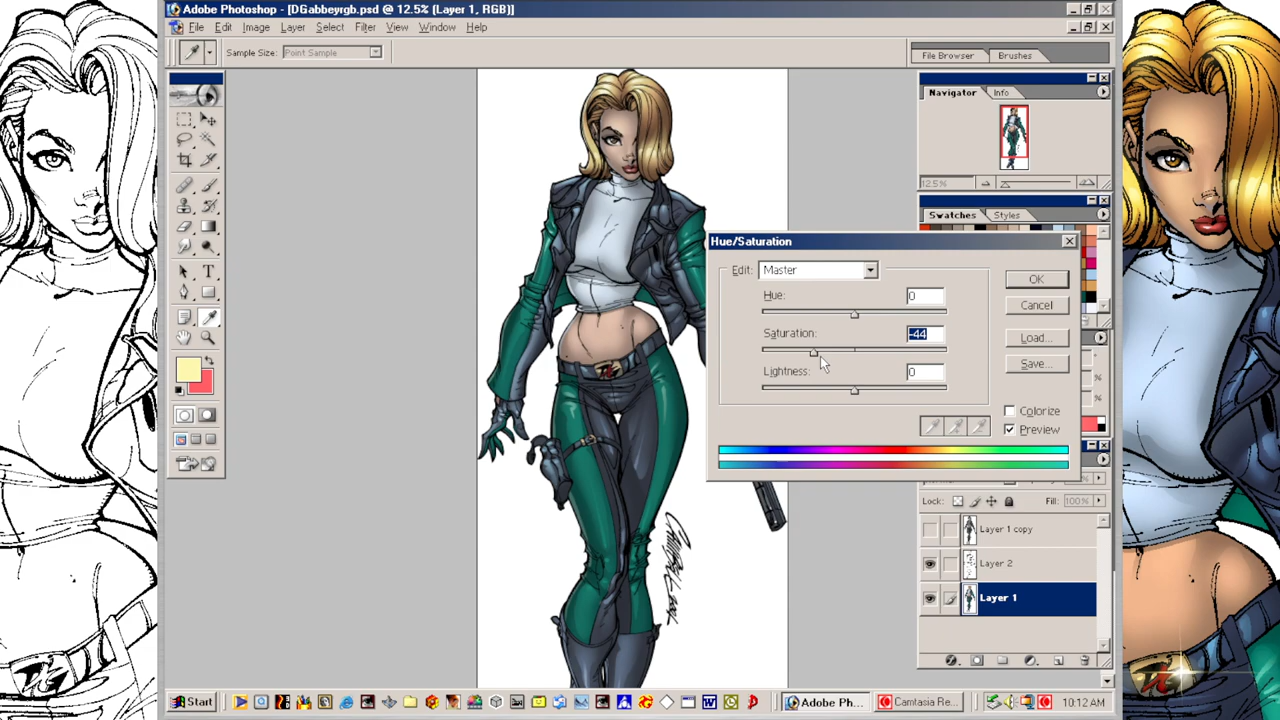 Adobe Photoshop - [DGabbeyrgb.psd @ 12.5% (Layer 1, RGB)]
File Edit Image Layer Select Filter View Window Help
Sample Size: Point Sample
File Browser Brushes
Navigator Info
12.5%
Swatches Styles
Hue/Saturation
Edit: Master
Hue: 0
Saturation: -44
Lightness: 0
OK
Cancel
Load...
Save...
Colorize
Preview
%
%
Lock: Fill: 100%
Layer 1 copy
Layer 2
Layer 1
Start
Adobe Ph...
Camtasia Re...
10:12 AM